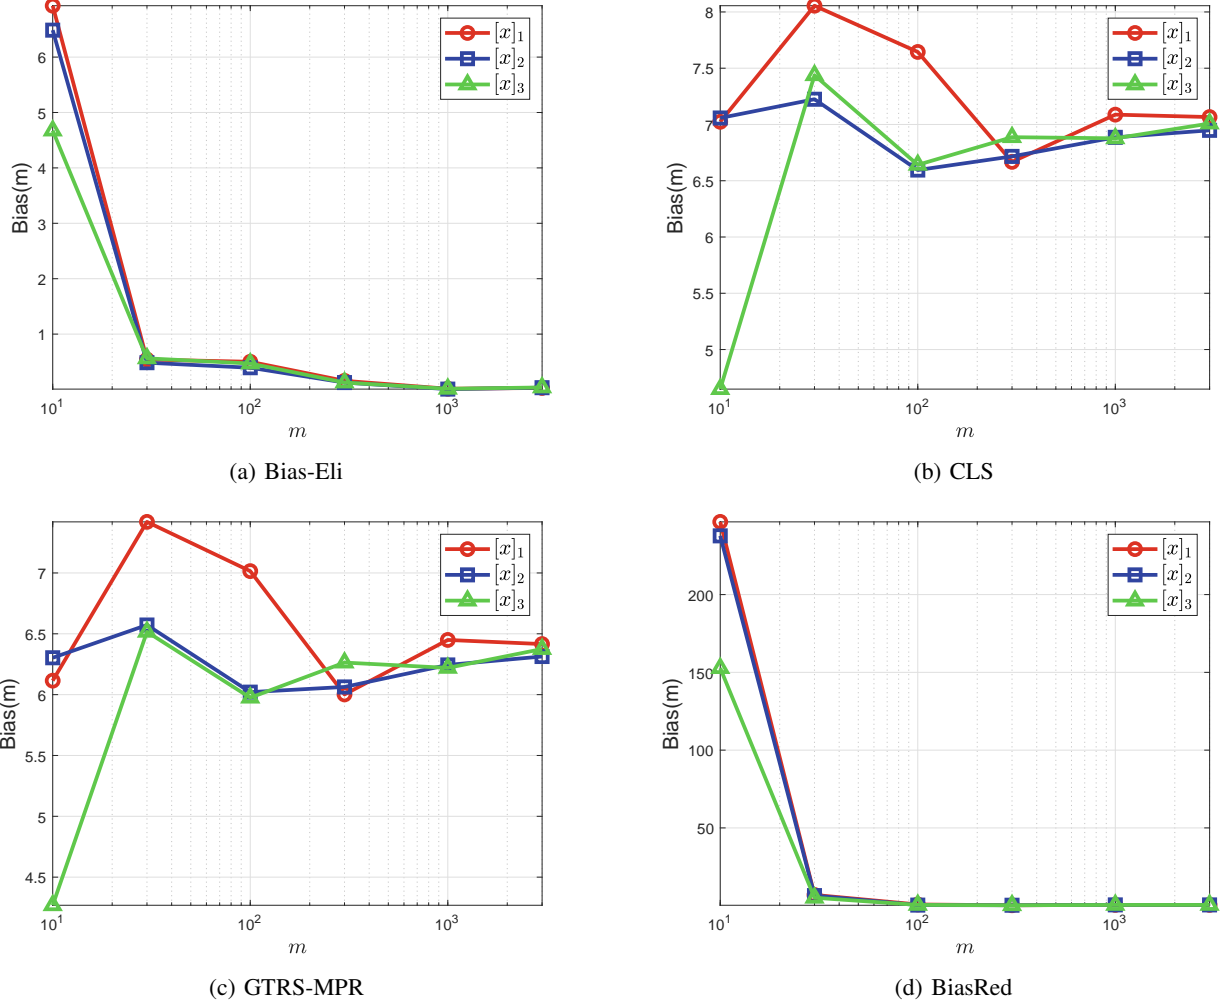 Bias(m)
6
5
4
3
2
1
10^1
10^2
10^3
m
[x]_1
[x]_2
[x]_3
(a) Bias-Eli
Bias(m)
8
7.5
7
6.5
6
5.5
5
10^1
10^2
10^3
m
[x]_1
[x]_2
[x]_3
(b) CLS
Bias(m)
7
6.5
6
5.5
5
4.5
10^1
10^2
10^3
m
[x]_1
[x]_2
[x]_3
(c) GTRS-MPR
Bias(m)
200
150
100
50
10^1
10^2
10^3
m
[x]_1
[x]_2
[x]_3
(d) BiasRed